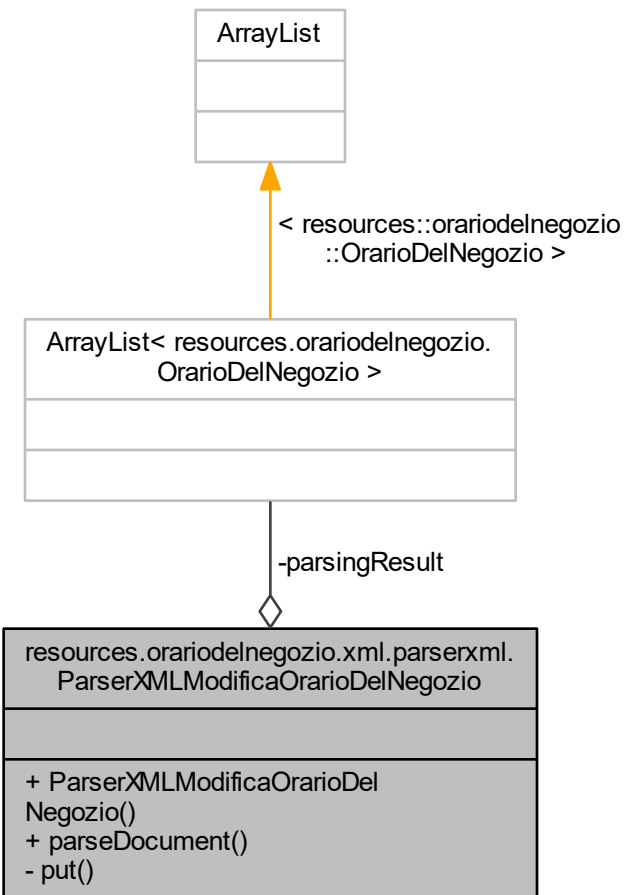 ArrayList
< resources::orariodelnegozio
::OrarioDelNegozio >
ArrayList< resources.orariodelnegozio.
OrarioDelNegozio >
-parsingResult
resources.orariodelnegozio.xml.parserxml.
ParserXMLModificaOrarioDelNegozio
+ ParserXMLModificaOrarioDel
Negozio()
+ parseDocument()
- put()